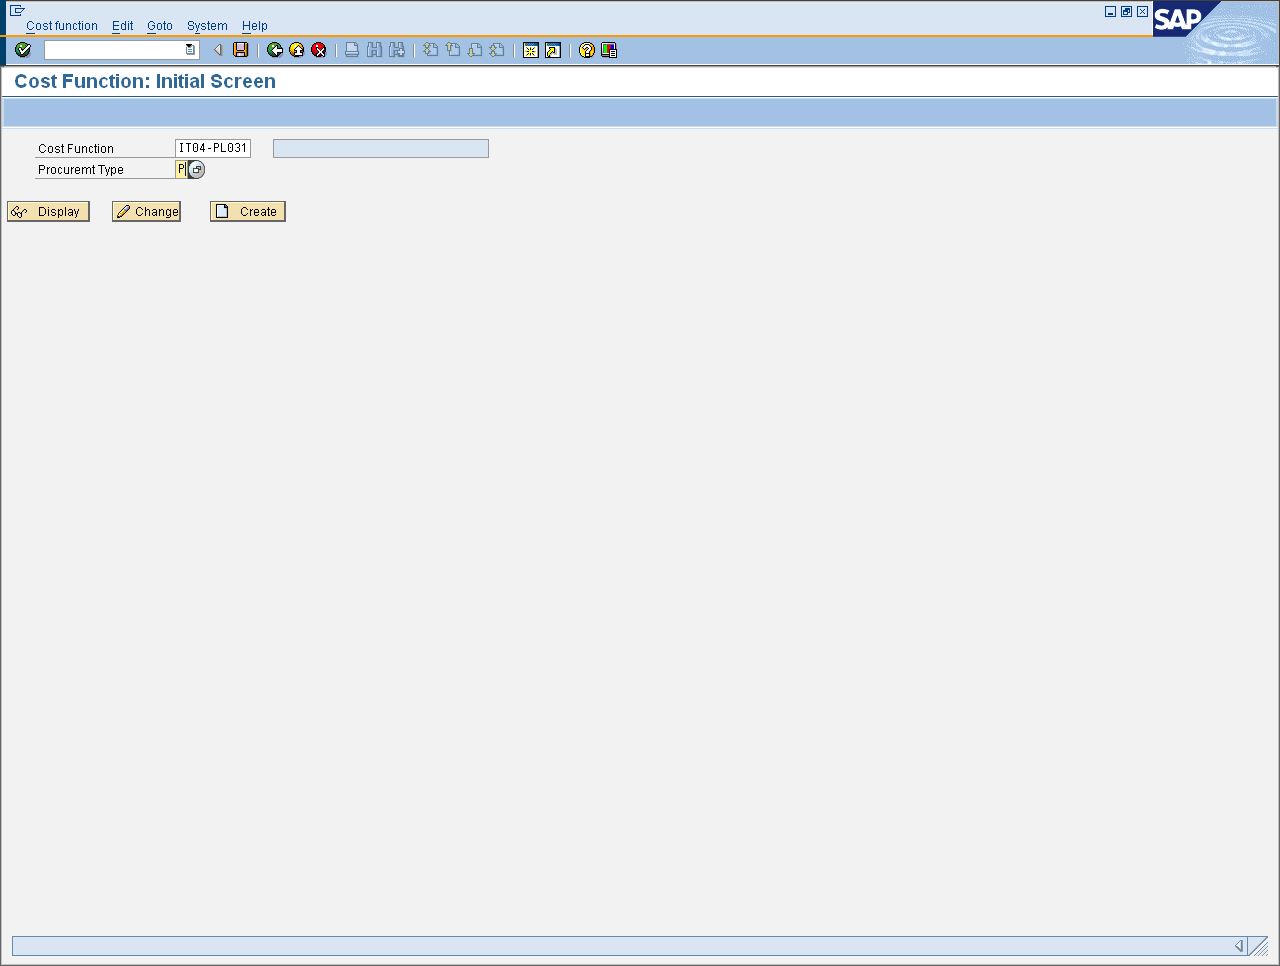 Cost function Edit Goto System Help
SAP
Cost Function: Initial Screen
Cost Function IT04-PL031
Procuremt Type P
Display Change Create